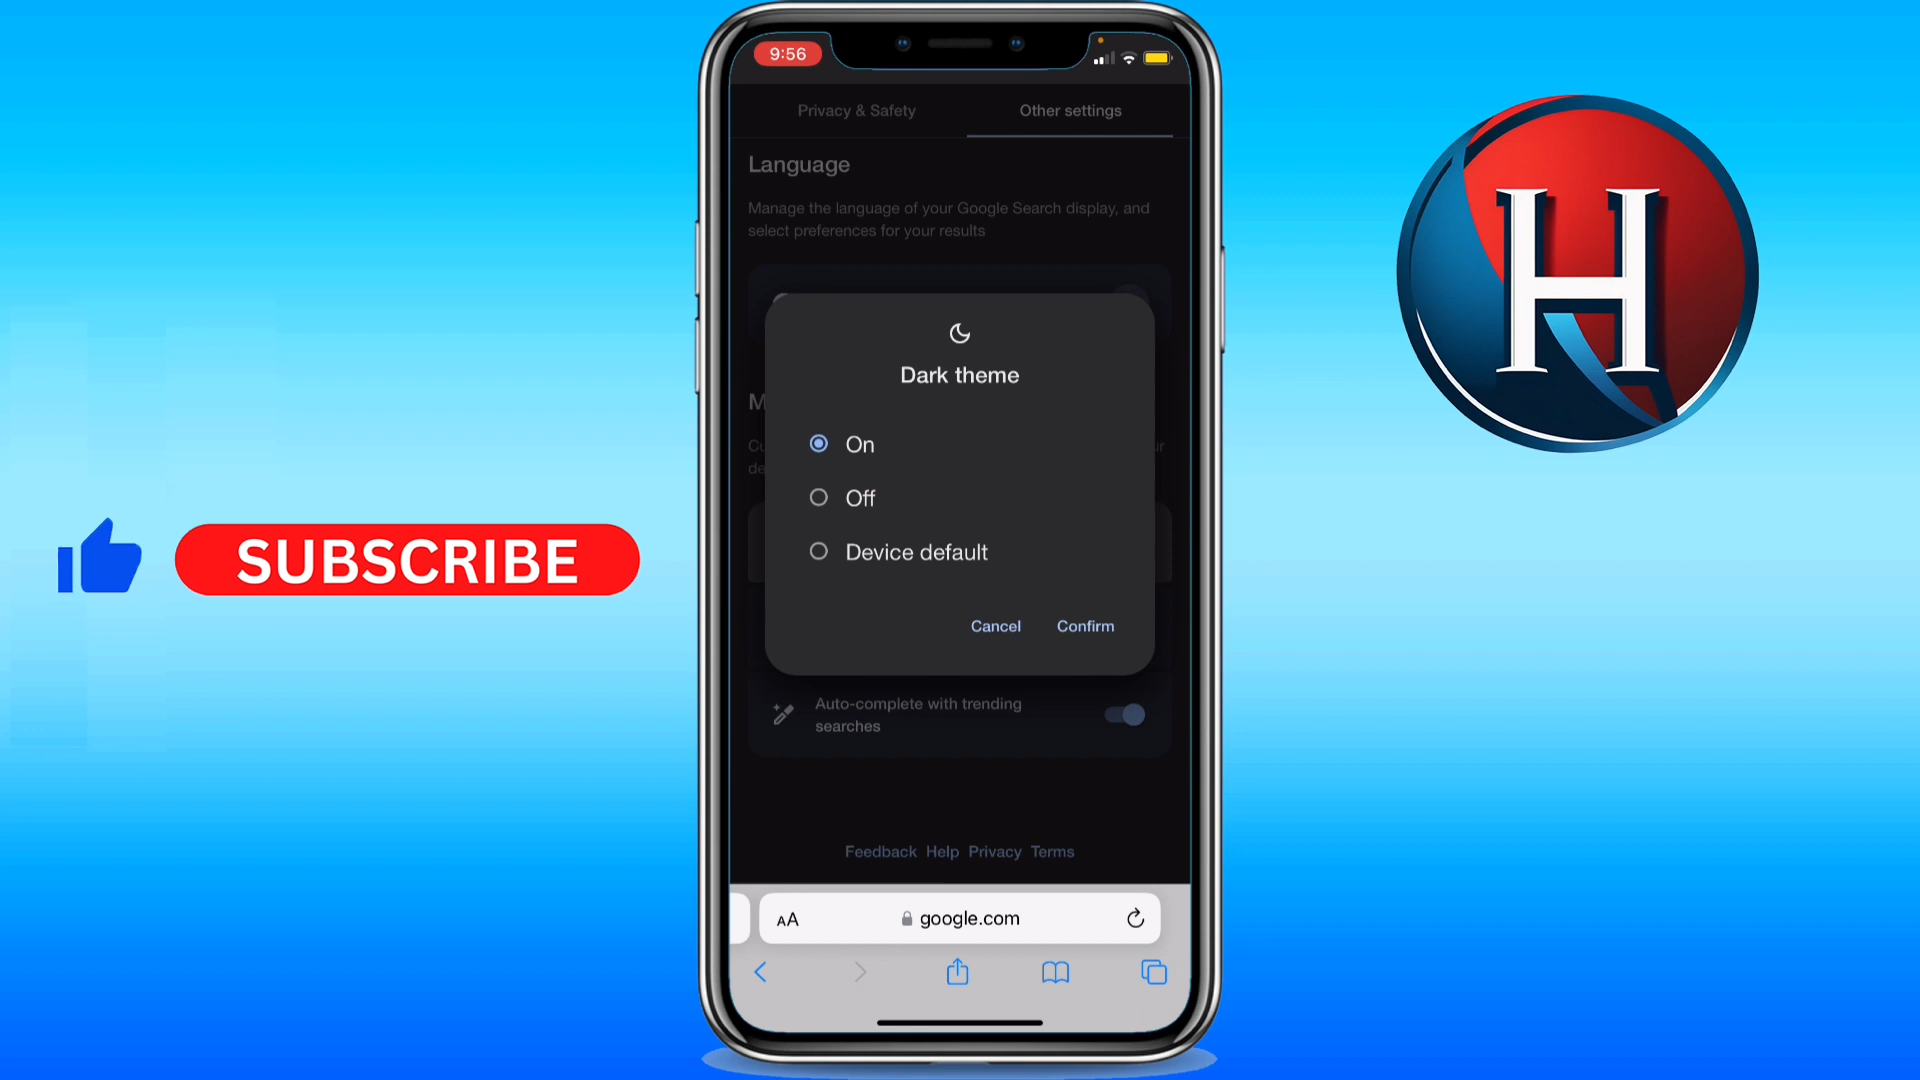 9:56
Privacy & Safety
Other settings
Language
Manage the language of your Google Search display, and
select preferences for your results
Dark theme
On
Off
Device default
Cancel
Confirm
Auto-complete with trending
searches
Feedback Help Privacy Terms
AA
google.com
SUBSCRIBE
H